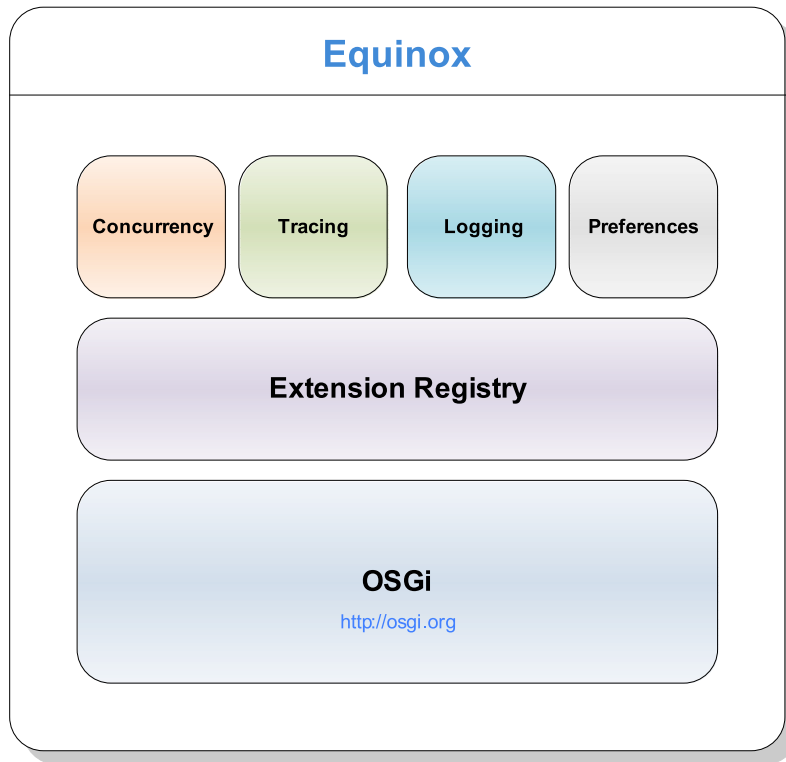 Equinox
Concurrency Tracing Logging Preferences
Extension Registry
OSGi
http://osgi.org